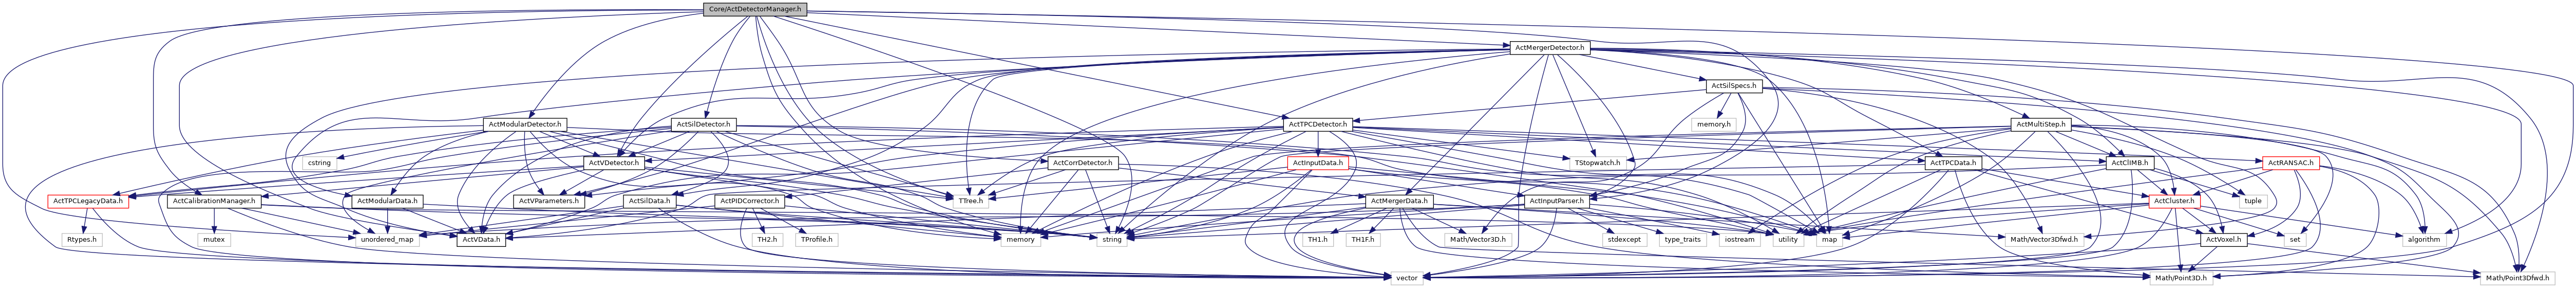 Core/ActDetectorManager.h
ActMergerDetector.h
ActSilSpecs.h
ActModularDetector.h
ActSilDetector.h
ActTPCDetector.h
memory.h
ActMultiStep.h
cstring
ActVDetector.h
ActCorrDetector.h
ActInputData.h
TStopwatch.h
ActTPCData.h
ActCliMB.h
ActRANSAC.h
ActTPCLegacyData.h
ActCalibrationManager.h
ActModularData.h
ActVParameters.h
ActSilData.h
ActPIDCorrector.h
TTree.h
ActMergerData.h
ActInputParser.h
ActCluster.h
tuple
Rtypes.h
mutex
unordered_map
ActVData.h
TH2.h
TProfile.h
memory
string
TH1.h
TH1F.h
Math/Vector3D.h
stdexcept
type_traits
iostream
utility
map
Math/Vector3Dfwd.h
ActVoxel.h
set
algorithm
vector
Math/Point3D.h
Math/Point3Dfwd.h